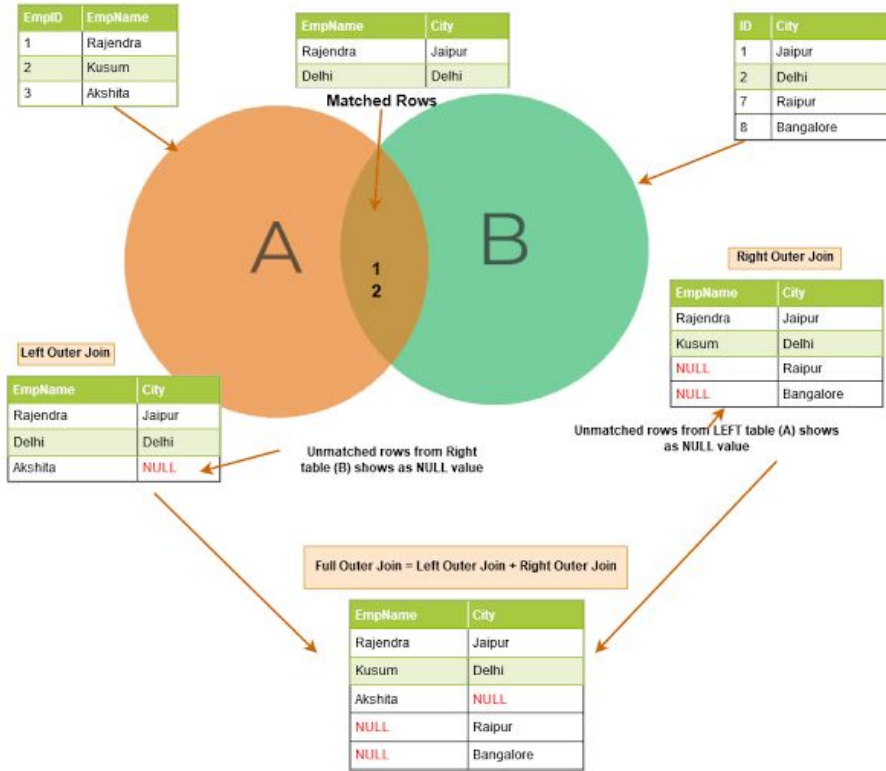 EmpID EmpName
1 Rajendra
2 Kusum
3 Akshita
EmpName City
Rajendra Jaipur
Delhi Delhi
Matched Rows
ID City
1 Jaipur
2 Delhi
7 Raipur
8 Bangalore
A
B
1
2
Right Outer Join
EmpName City
Rajendra Jaipur
Kusum Delhi
NULL Raipur
NULL Bangalore
Unmatched rows from LEFT table (A) shows
as NULL value
Left Outer Join
EmpName City
Rajendra Jaipur
Delhi Delhi
Akshita NULL
Unmatched rows from Right
table (B) shows as NULL value
Full Outer Join = Left Outer Join + Right Outer Join
EmpName City
Rajendra Jaipur
Kusum Delhi
Akshita NULL
NULL Raipur
NULL Bangalore